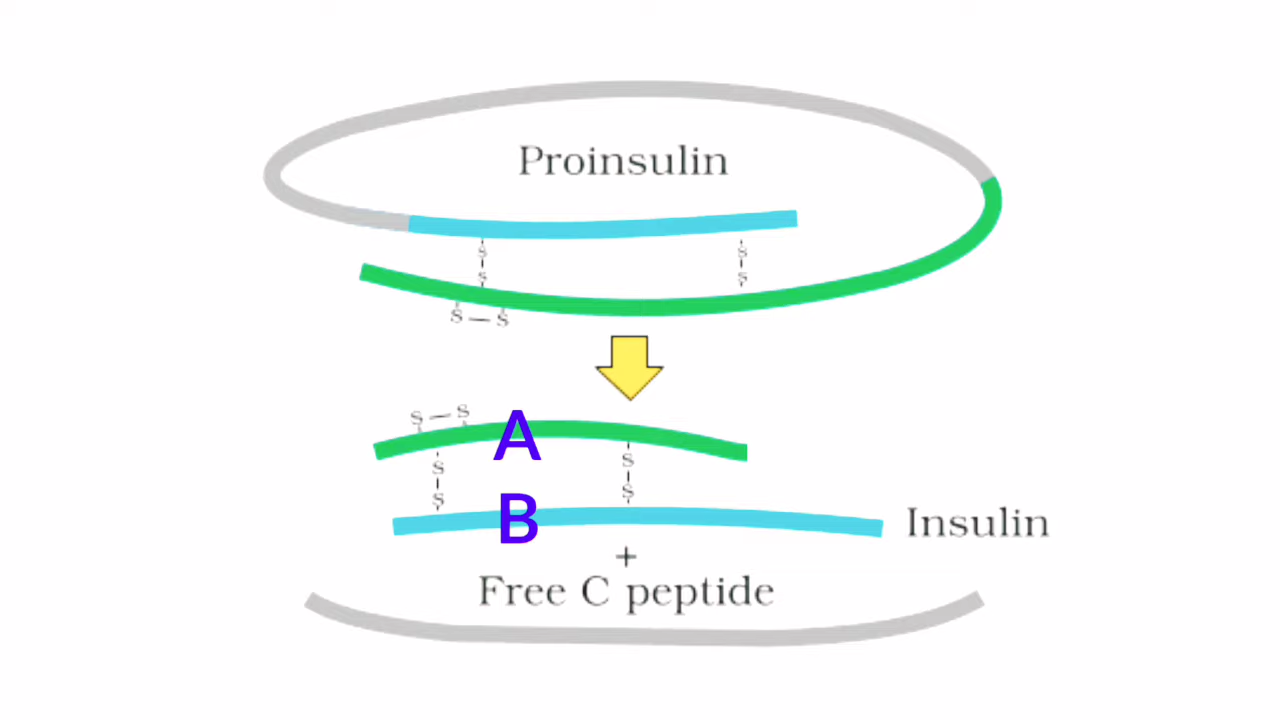 Proinsulin
S S
S S
S — S
S — S
A
S S
S S
B
Insulin
+
Free C peptide